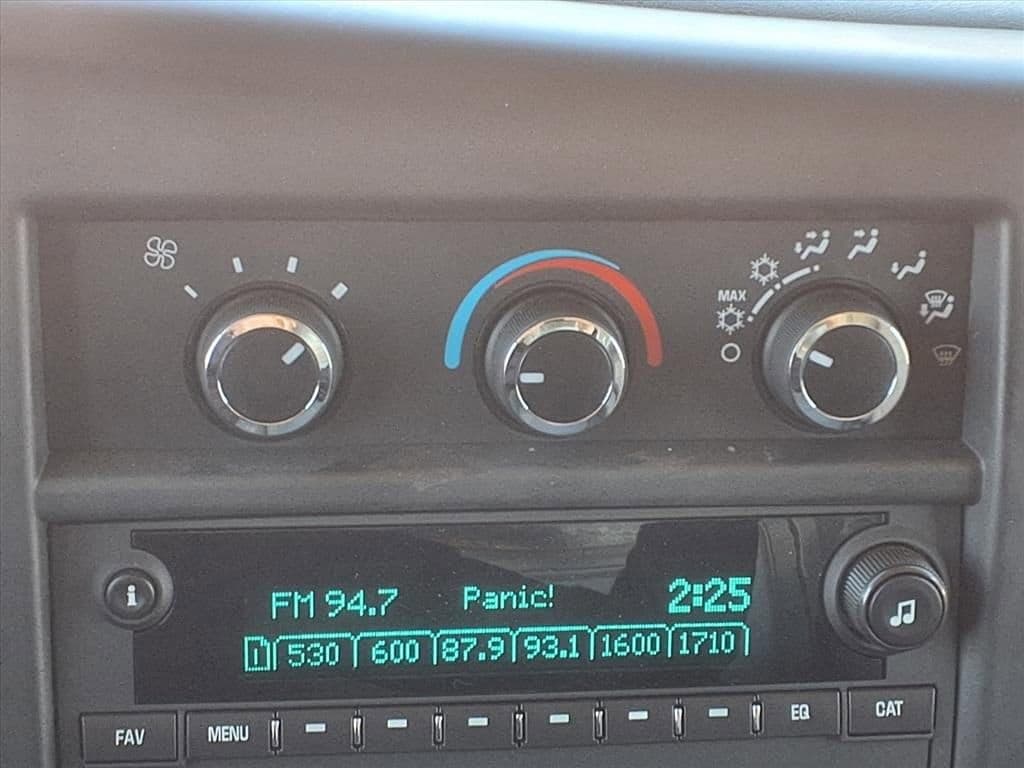 MAX
i
FM 94.7 Panic! 2:25
1 530 600 87.9 93.1 1600 1710
FAV MENU EQ CAT